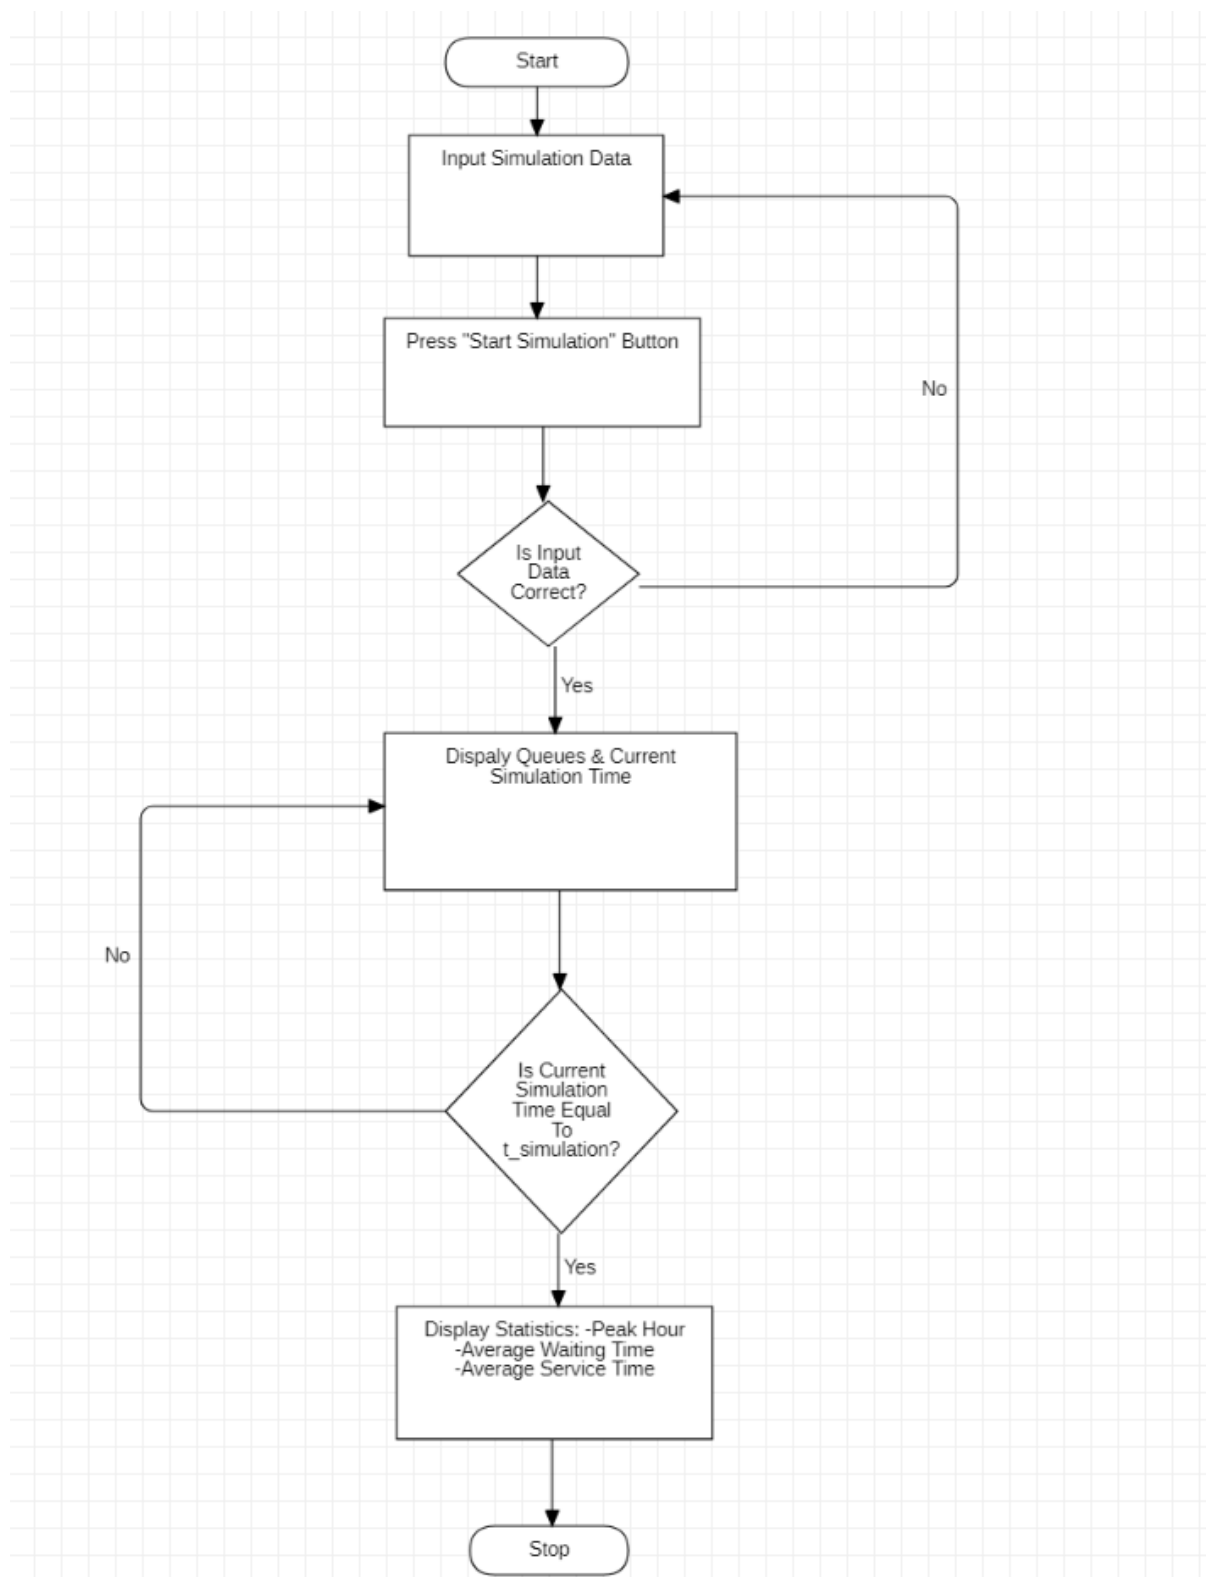 Start
Input Simulation Data
Press "Start Simulation" Button
No
Is Input
Data
Correct?
Yes
Dispaly Queues & Current
Simulation Time
No
Is Current
Simulation
Time Equal
To
t_simulation?
Yes
Display Statistics: -Peak Hour
-Average Waiting Time
-Average Service Time
Stop